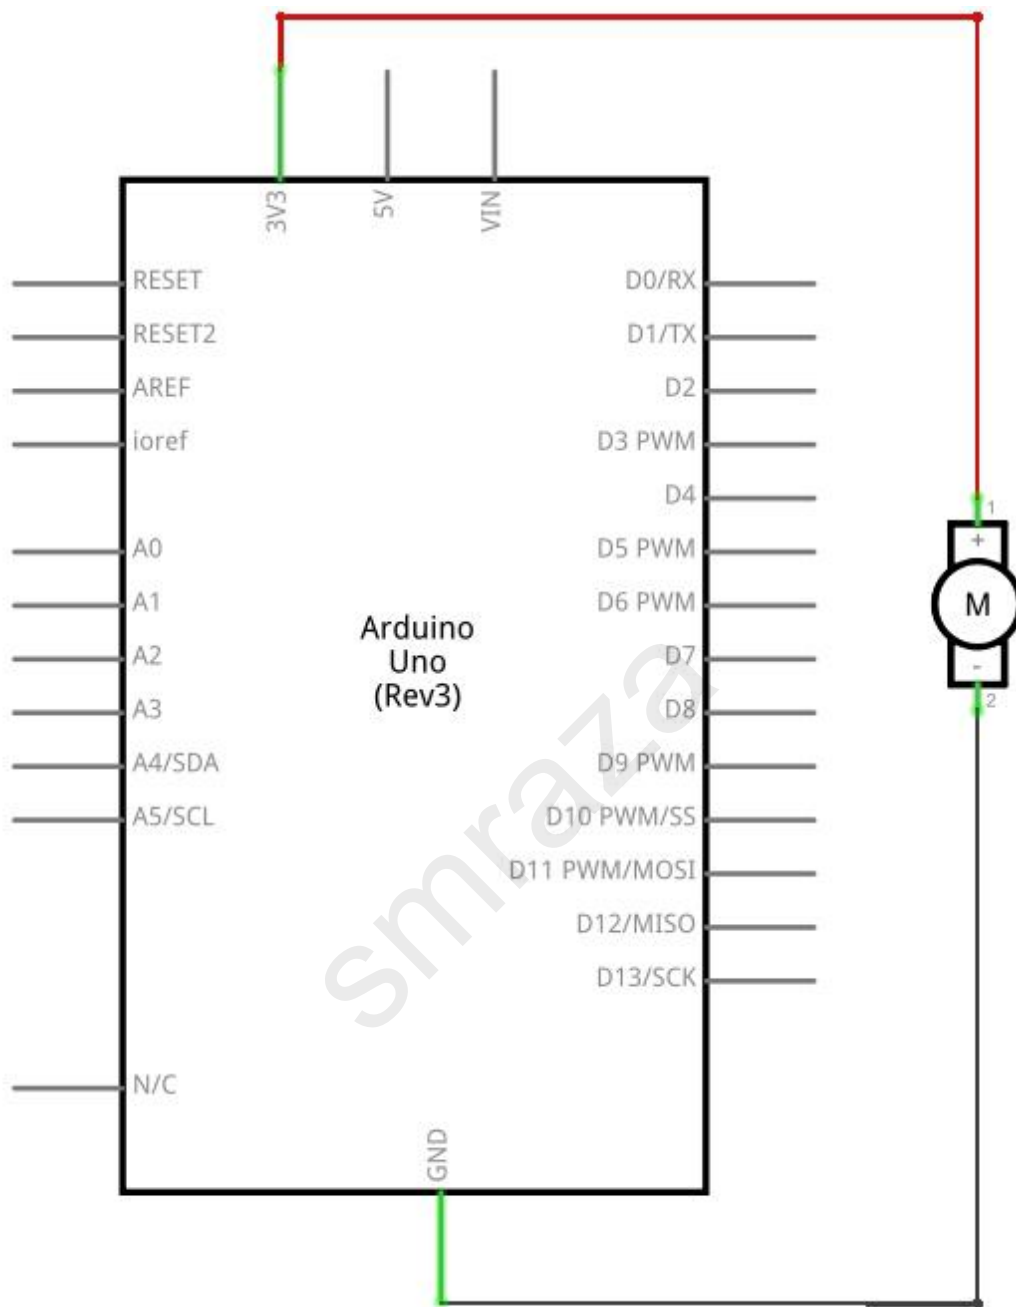 3V3
5V
VIN
RESET
D0/RX
RESET2
D1/TX
AREF
D2
ioref
D3 PWM
D4
1
+
A0
D5 PWM
A1
D6 PWM
M
Arduino
Uno
(Rev3)
A2
D7
-
2
A3
D8
A4/SDA
D9 PWM
A5/SCL
D10 PWM/SS
D11 PWM/MOSI
D12/MISO
D13/SCK
smraza
N/C
GND